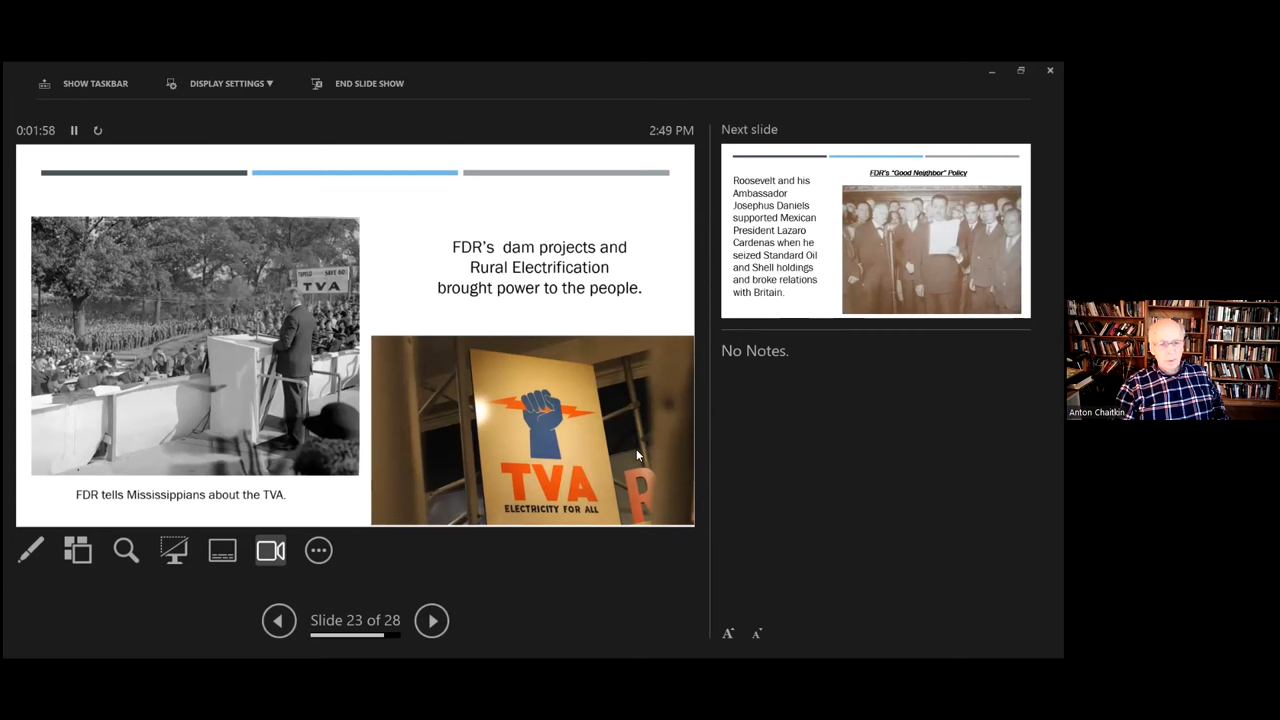 SHOW TASKBAR
DISPLAY SETTINGS ▼
END SLIDE SHOW
0:01:58
2:49 PM
FDR's dam projects and
Rural Electrification
brought power to the people.
TVA
TVA
ELECTRICITY FOR ALL
R
FDR tells Mississippians about the TVA.
Slide 23 of 28
Next slide
FDR's "Good Neighbor" Policy
Roosevelt and his
Ambassador
Josephus Daniels
supported Mexican
President Lazaro
Cardenas when he
seized Standard Oil
and Shell holdings
and broke relations
with Britain.
No Notes.
A A
Anton Chaitkin